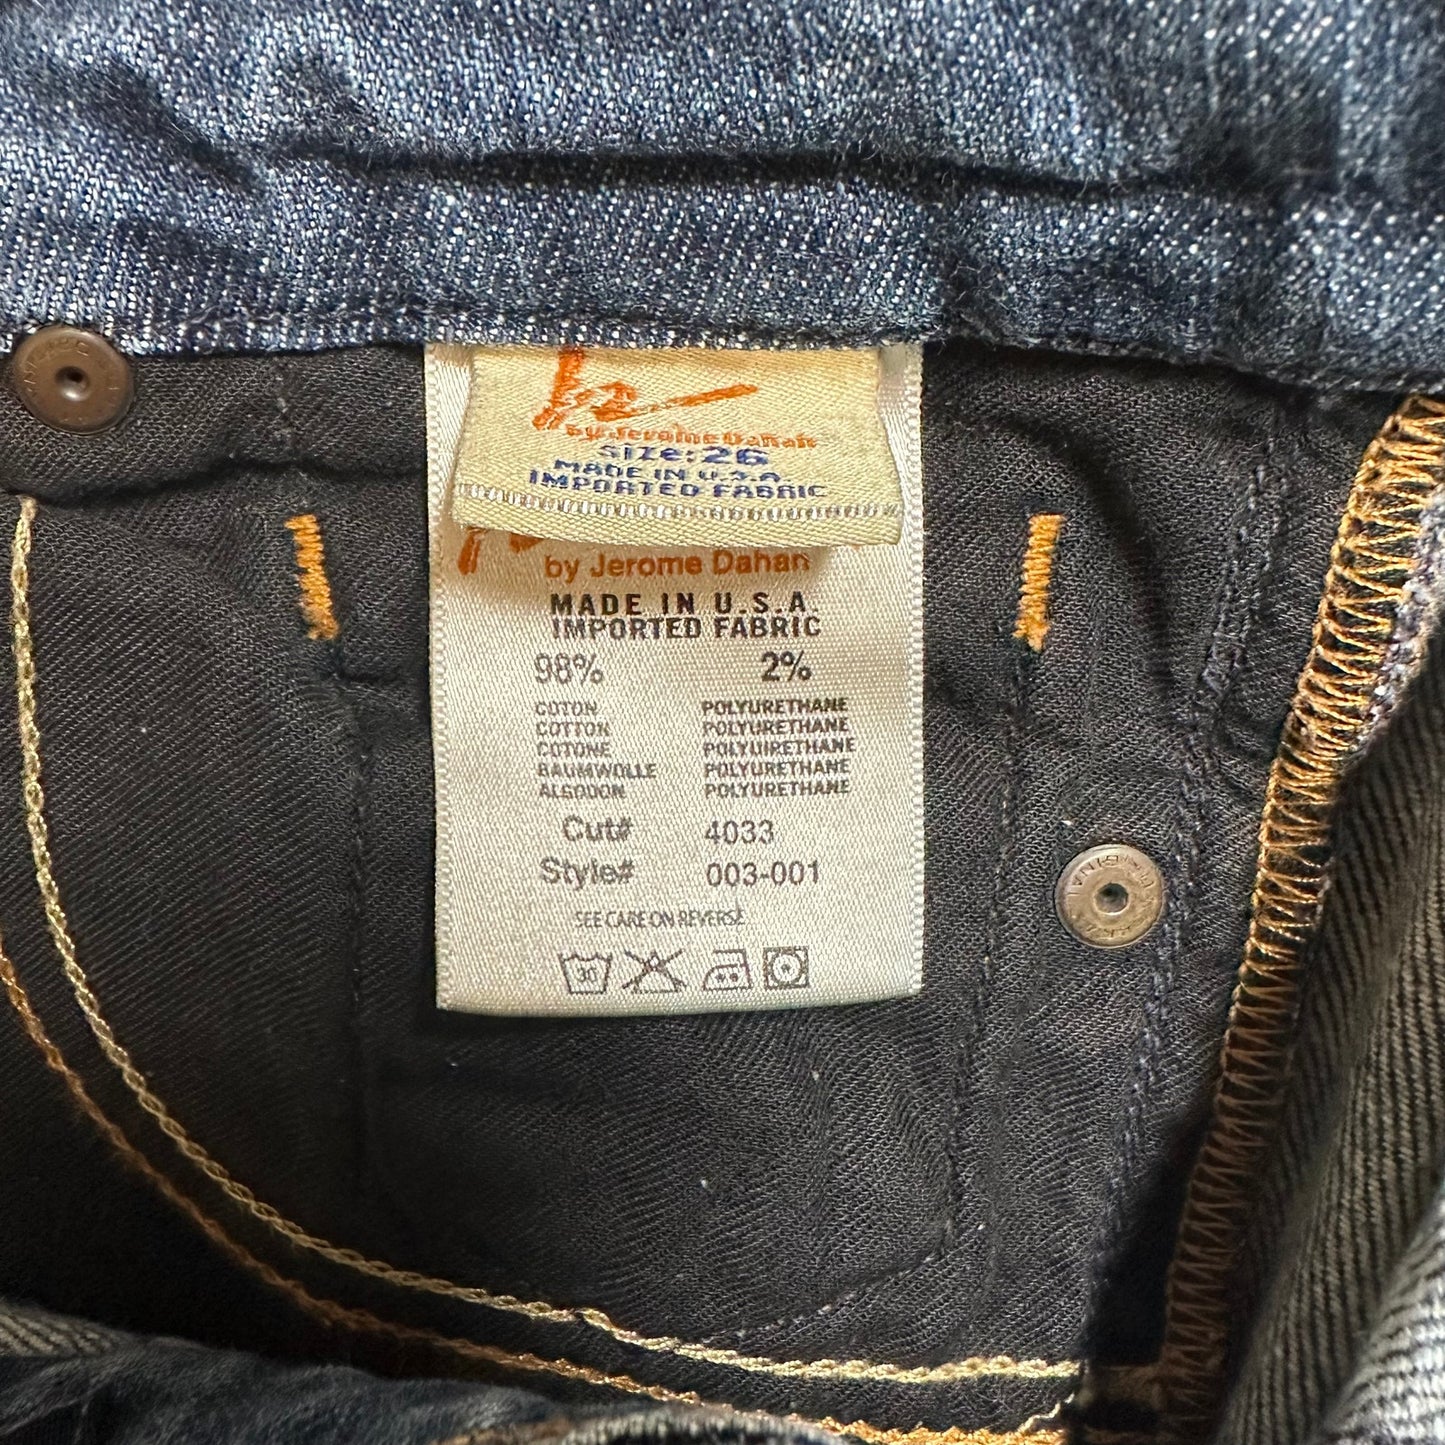 by Jerome Dahan
Size: 26
MADE IN U.S.A.
IMPORTED FABRIC
by Jerome Dahan
MADE IN U.S.A.
IMPORTED FABRIC
98% 2%
COTON POLYURETHANE
COTTON POLYURETHANE
COTONE POLYUIRETHANE
BAUMWOLLE POLYURETHANE
ALGODON POLYURETHANE
Cut# 4033
Style# 003-001
SEE CARE ON REVERSE
30